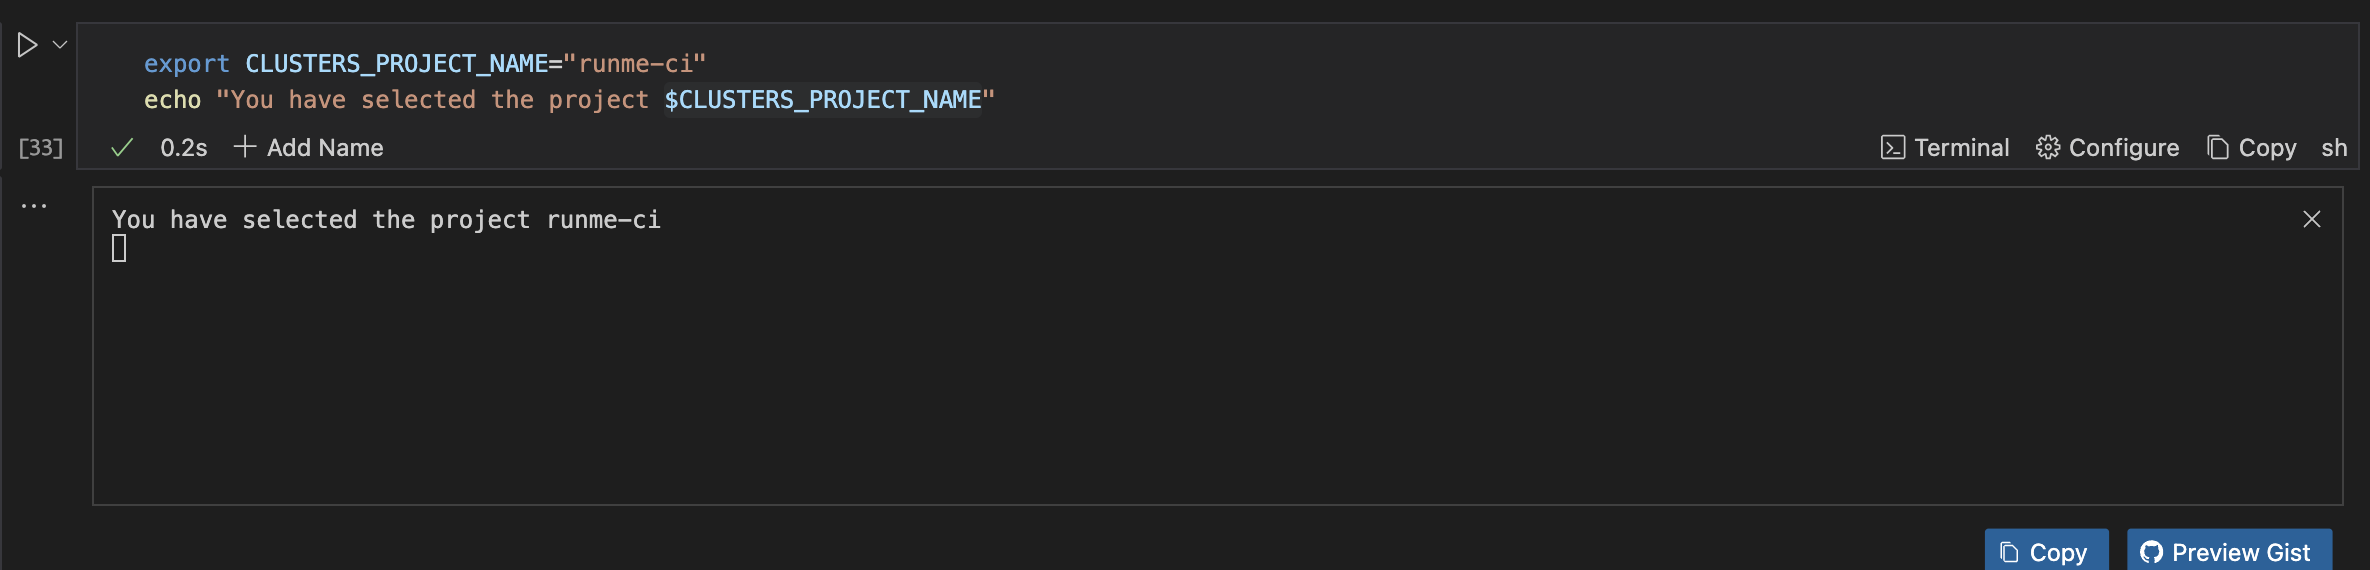 export CLUSTERS_PROJECT_NAME="runme-ci"
echo "You have selected the project $CLUSTERS_PROJECT_NAME"
[33] 0.2s Add Name Terminal Configure Copy sh
You have selected the project runme-ci
Copy Preview Gist